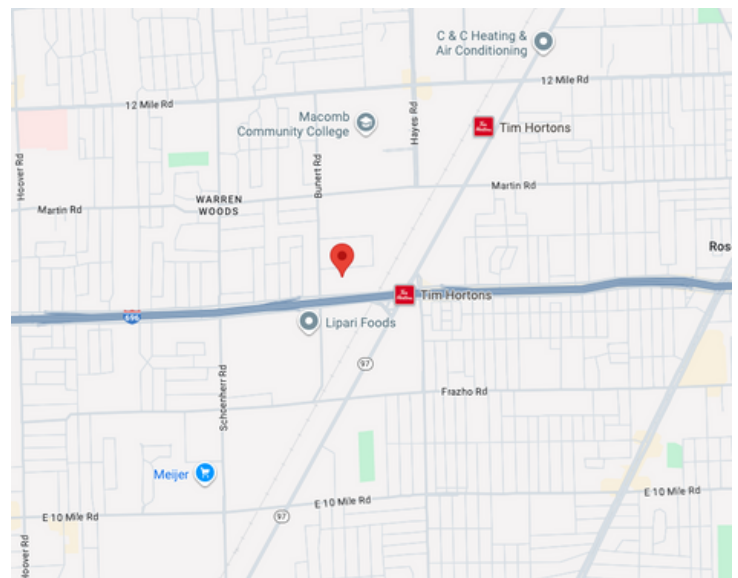 C & C Heating &
Air Conditioning
12 Mile Rd
12 Mile Rd
Macomb
Community College
Hayes Rd
Tim Hortons
Hoover Rd
Bunert Rd
Martin Rd
WARREN
WOODS
Martin Rd
Ros
Tim Hortons
696
Lipari Foods
97
Schoenherr Rd
Frazho Rd
Meijer
E 10 Mile Rd
E 10 Mile Rd
E 10 Mile Rd
97
Hoover Rd